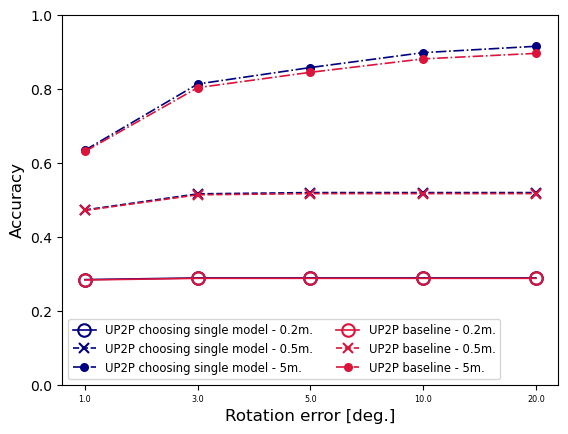 1.0
0.8
0.6
0.4
0.2
0.0
Accuracy
UP2P choosing single model - 0.2m.
UP2P choosing single model - 0.5m.
UP2P choosing single model - 5m.
UP2P baseline - 0.2m.
UP2P baseline - 0.5m.
UP2P baseline - 5m.
1.0 3.0 5.0 10.0 20.0
Rotation error [deg.]